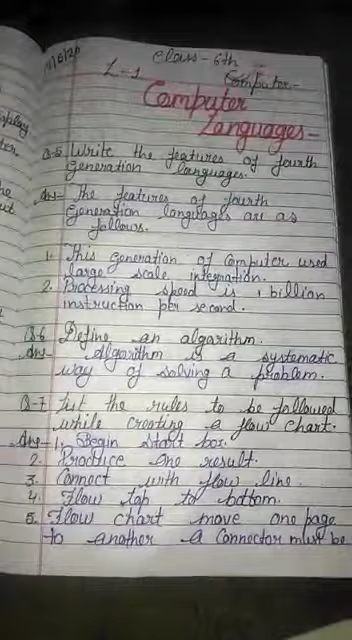 Class - 6th
L-1
Computer-
Computer
Languages-
Q-5 Write the features of fourth
Generation languages.
Ans- The features of fourth
Generation languages are as
follows.
1. This generation of computer used
large scale integration.
2. Processing speed is 1 billion
instruction per second.
Q-6 Define an algorithm.
Ans- Algorithm is a systematic
way of solving a problem.
Q-7 List the rules to be followed
while creating a flow chart.
Ans- 1. Begin start box.
2. Practice one result.
3. Connect with flow line.
4. Flow top to bottom.
5. Flow chart move one page
to another a connector must be